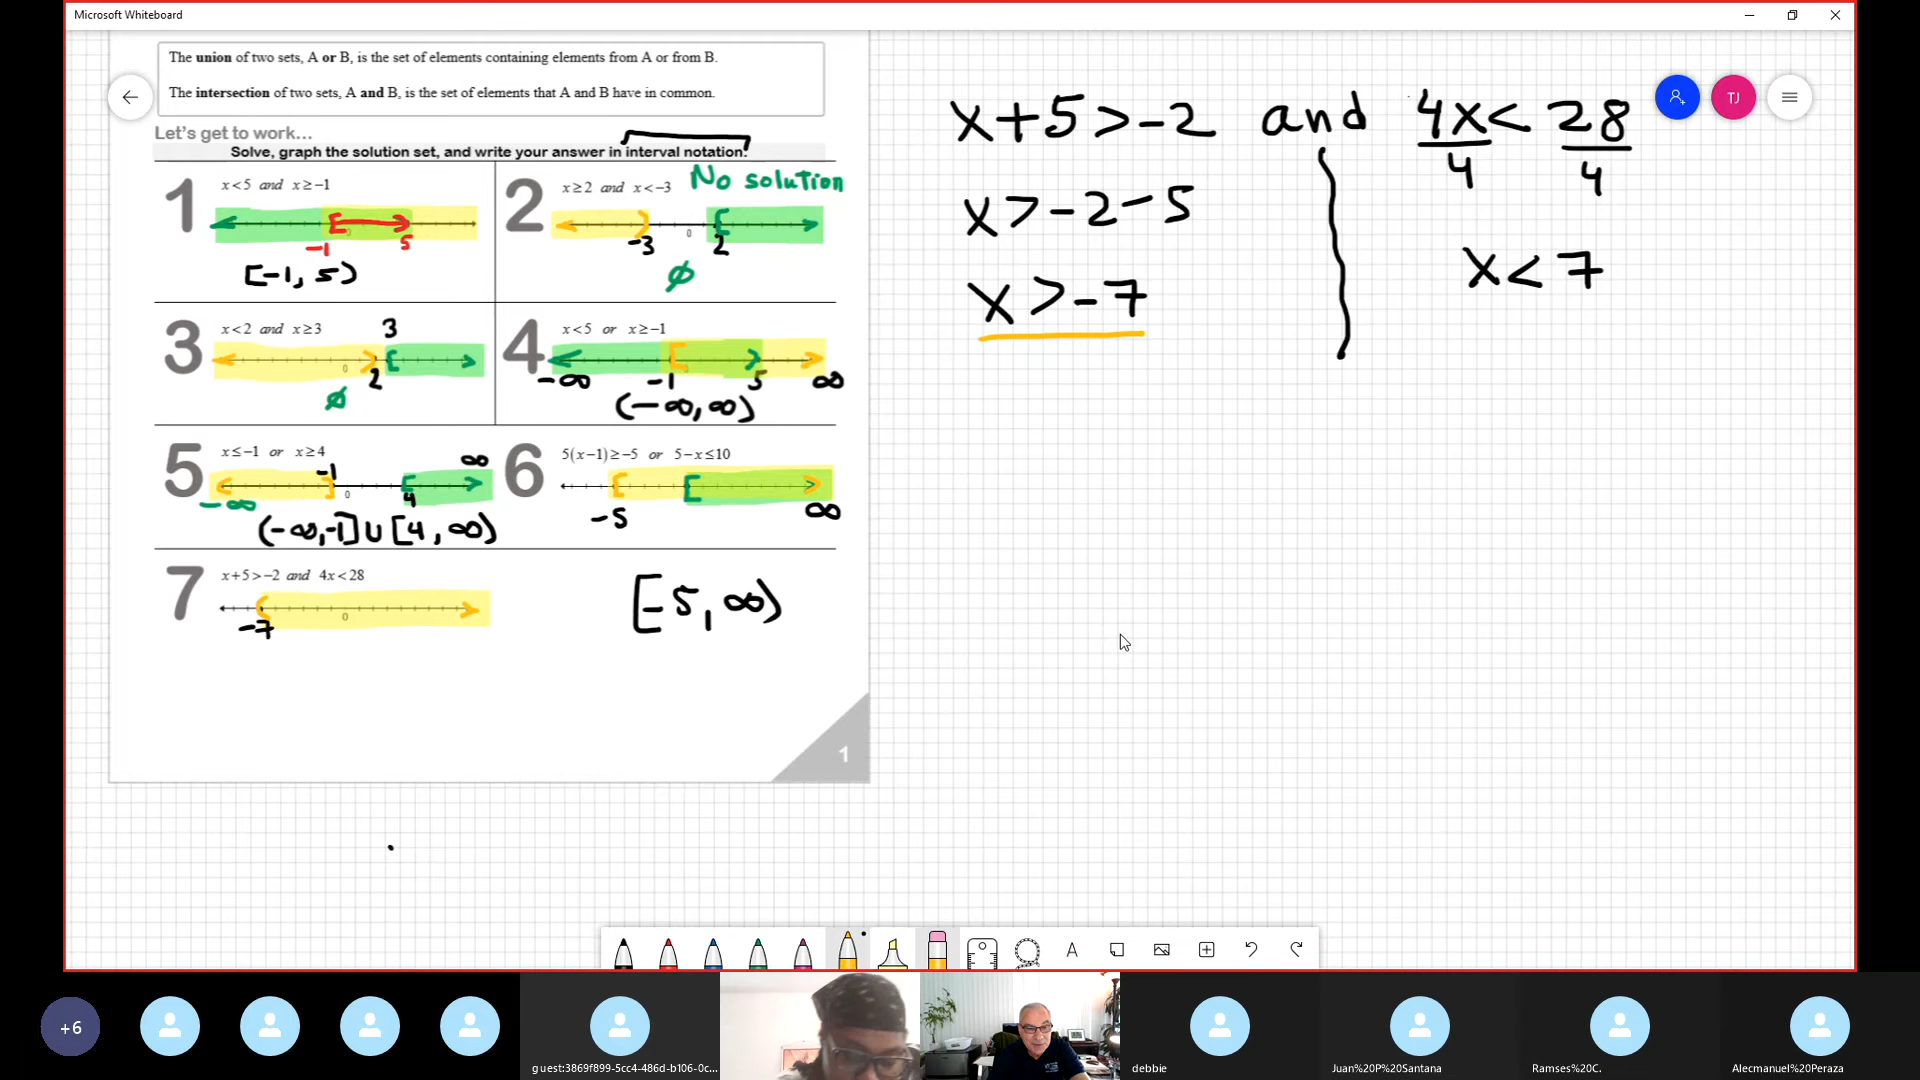 Microsoft Whiteboard
The union of two sets, A or B, is the set of elements containing elements from A or from B.
The intersection of two sets, A and B, is the set of elements that A and B have in common.
Let's get to work...
Solve, graph the solution set, and write your answer in interval notation.
1
x<5 and x≥-1
0
-1
5
[-1, 5)
2
x≥2 and x<-3
No solution
-3
0
2
∅
3
x<2 and x≥3
3
0
2
∅
4
x<5 or x≥-1
-∞
-1
5
∞
(-∞, ∞)
5
x≤-1 or x≥4
-1
∞
0
4
-∞
(-∞,-1]∪[4, ∞)
6
5(x-1)≥-5 or 5-x≤10
-5
∞
[-5, ∞)
7
x+5>-2 and 4x<28
0
-7
1
x+5>-2 and 4x<28
4 4
x>-2-5
x>-7
x<7
TJ
A
+6
guest:3869f899-5cc4-486d-b106-0c...
debbie
Juan%20P%20Santana
Ramses%20C.
Alecmanuel%20Peraza